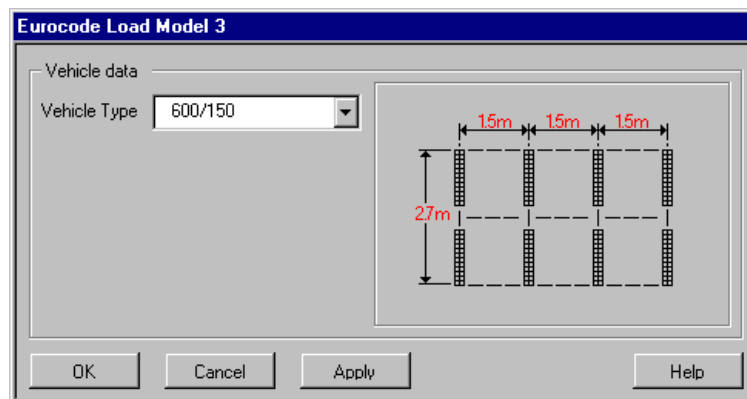 Eurocode Load Model 3
Vehicle data
Vehicle Type 600/150
1.5m 1.5m 1.5m
2.7m
OK Cancel Apply Help